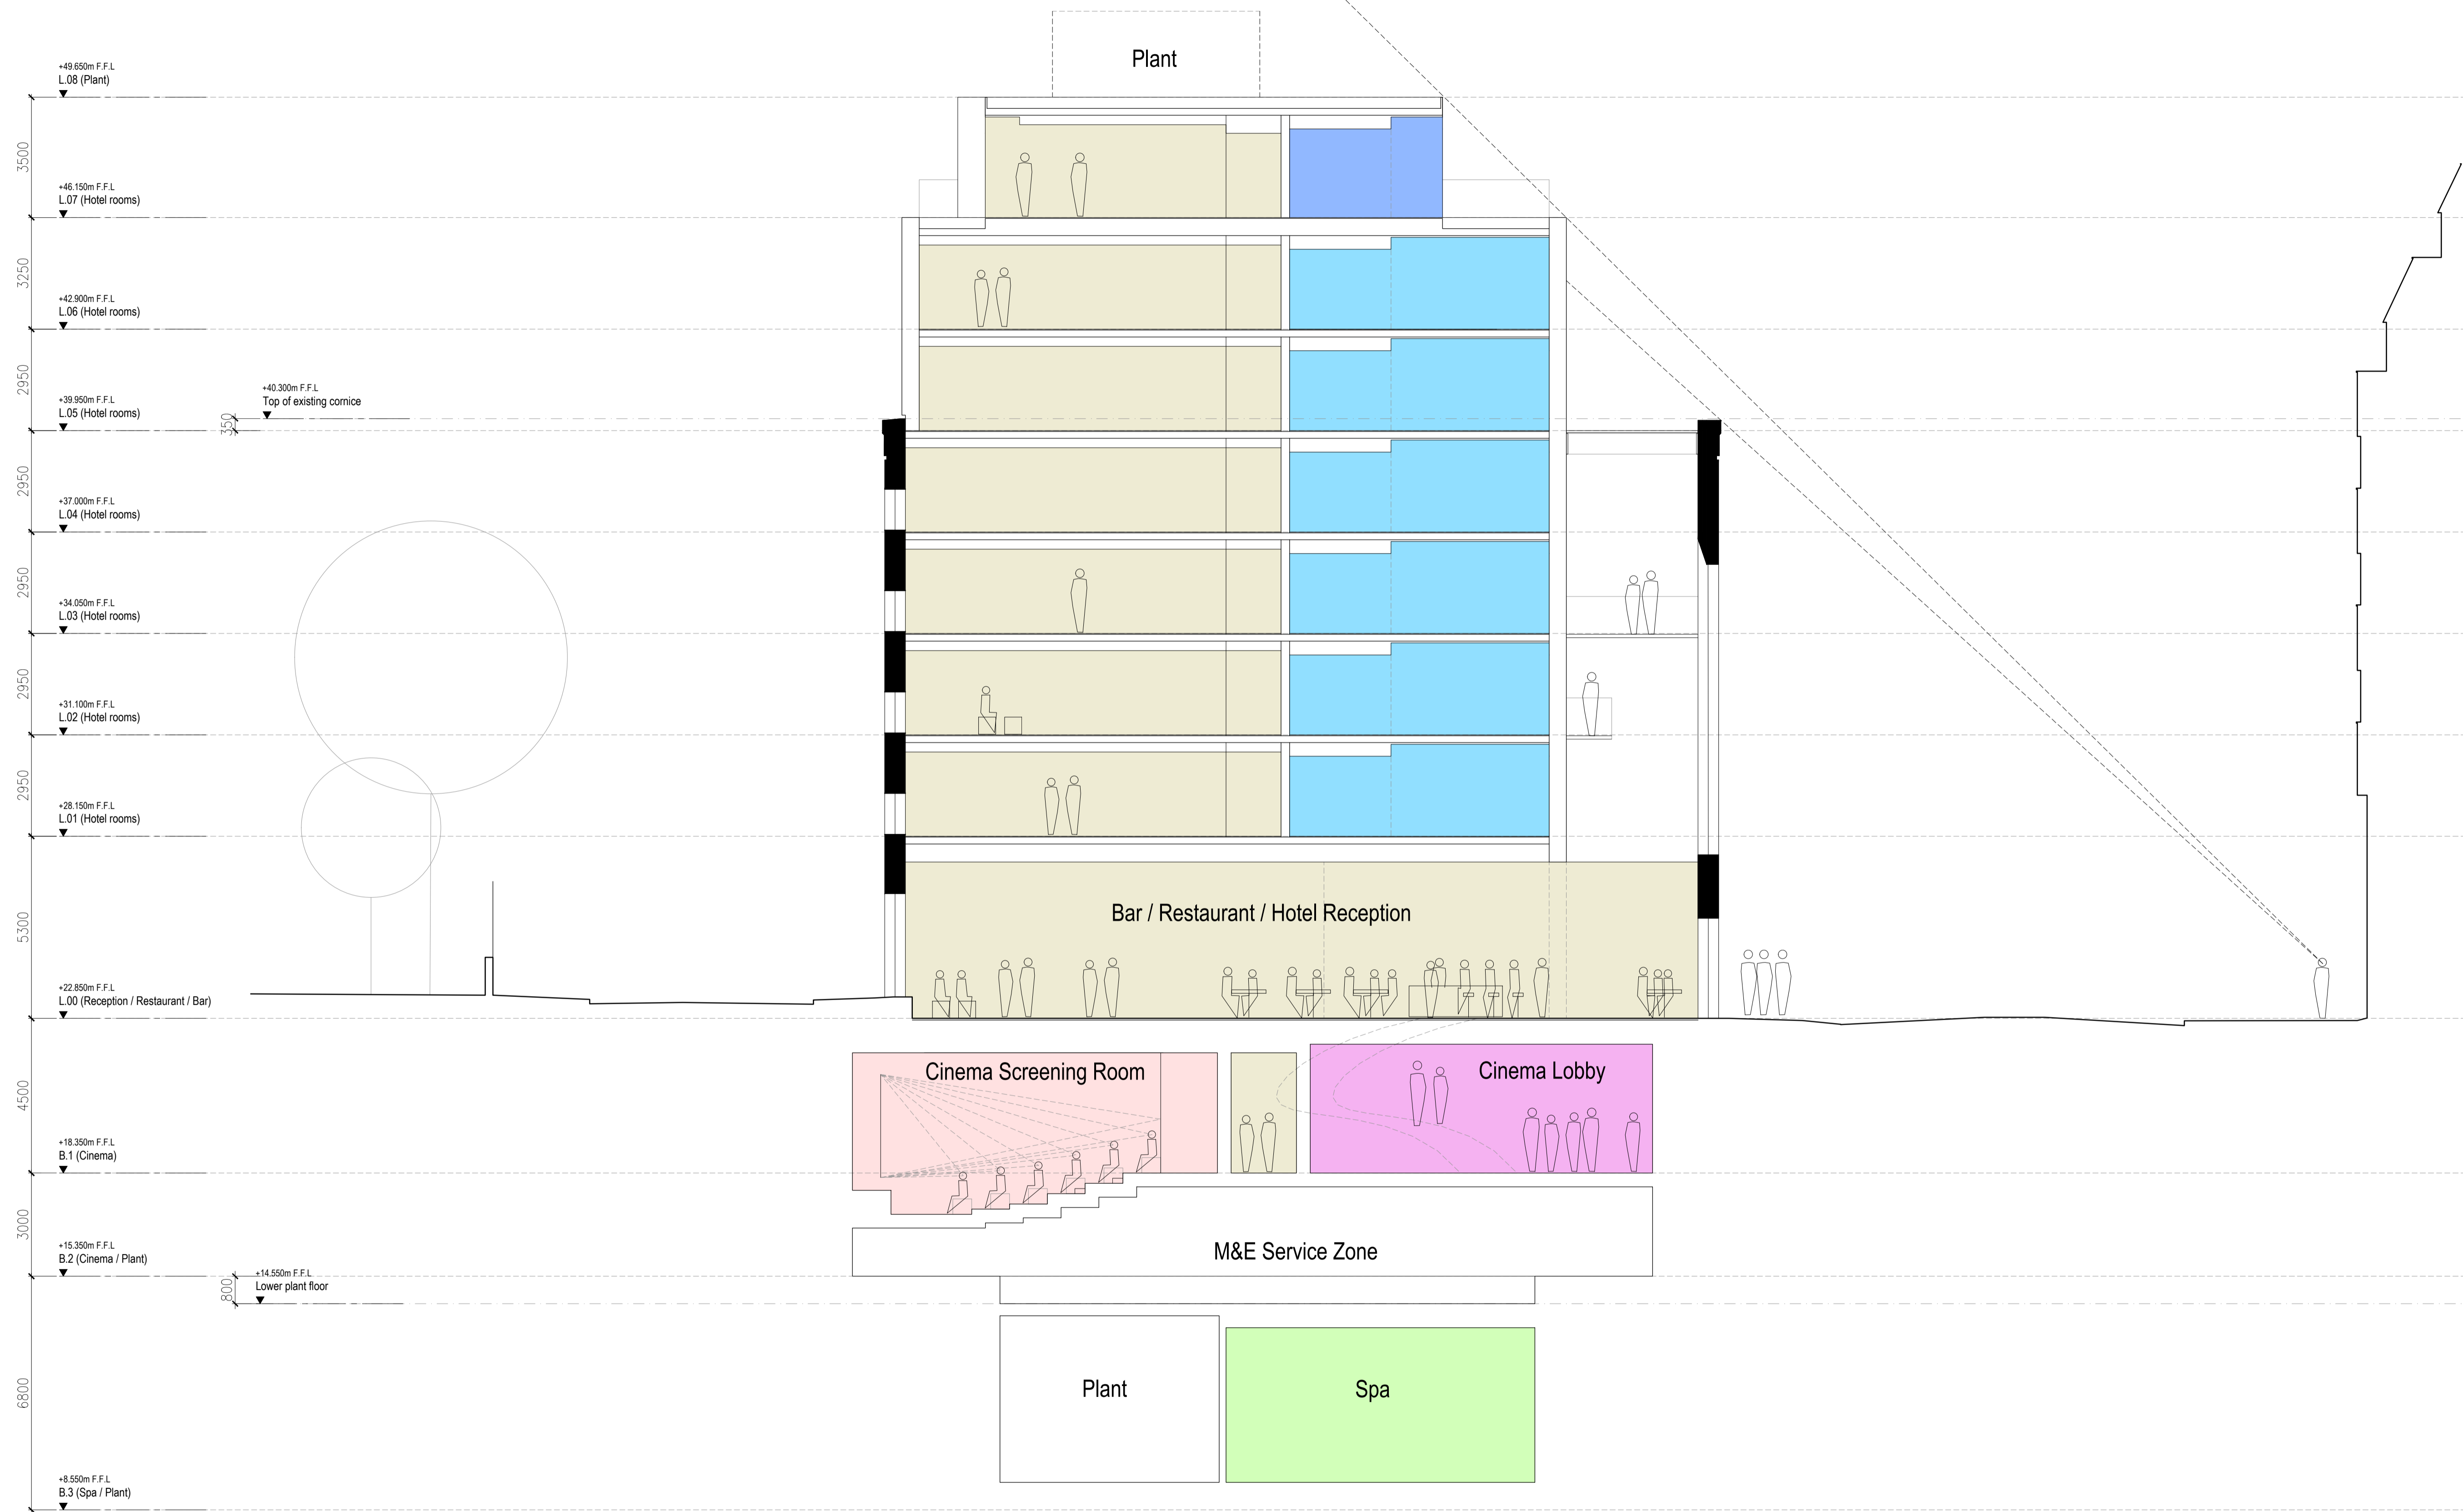 Plant
+49.650m F.F.L
L.08 (Plant)
3500
+46.150m F.F.L
L.07 (Hotel rooms)
3250
+42.900m F.F.L
L.06 (Hotel rooms)
2950
+40.300m F.F.L
Top of existing cornice
350
+39.950m F.F.L
L.05 (Hotel rooms)
2950
+37.000m F.F.L
L.04 (Hotel rooms)
2950
+34.050m F.F.L
L.03 (Hotel rooms)
2950
+31.100m F.F.L
L.02 (Hotel rooms)
2950
+28.150m F.F.L
L.01 (Hotel rooms)
5300
Bar / Restaurant / Hotel Reception
+22.850m F.F.L
L.00 (Reception / Restaurant / Bar)
4500
Cinema Screening Room
Cinema Lobby
+18.350m F.F.L
B.1 (Cinema)
3000
M&E Service Zone
+15.350m F.F.L
B.2 (Cinema / Plant)
800
+14.550m F.F.L
Lower plant floor
6800
Plant
Spa
+8.550m F.F.L
B.3 (Spa / Plant)